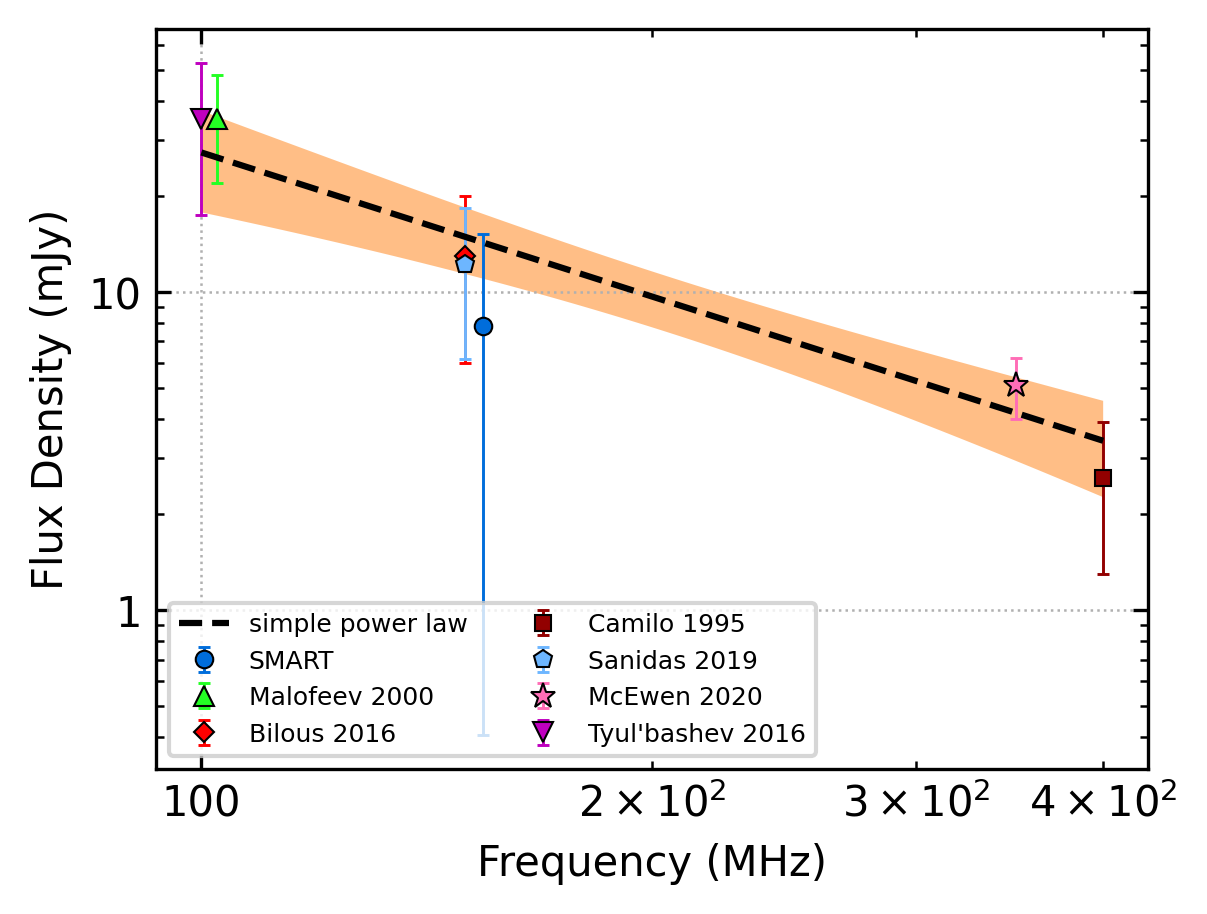 Flux Density (mJy)
10
1
simple power law
SMART
Malofeev 2000
Bilous 2016
Camilo 1995
Sanidas 2019
McEwen 2020
Tyul'bashev 2016
100
2 × 10²
3 × 10²
4 × 10²
Frequency (MHz)